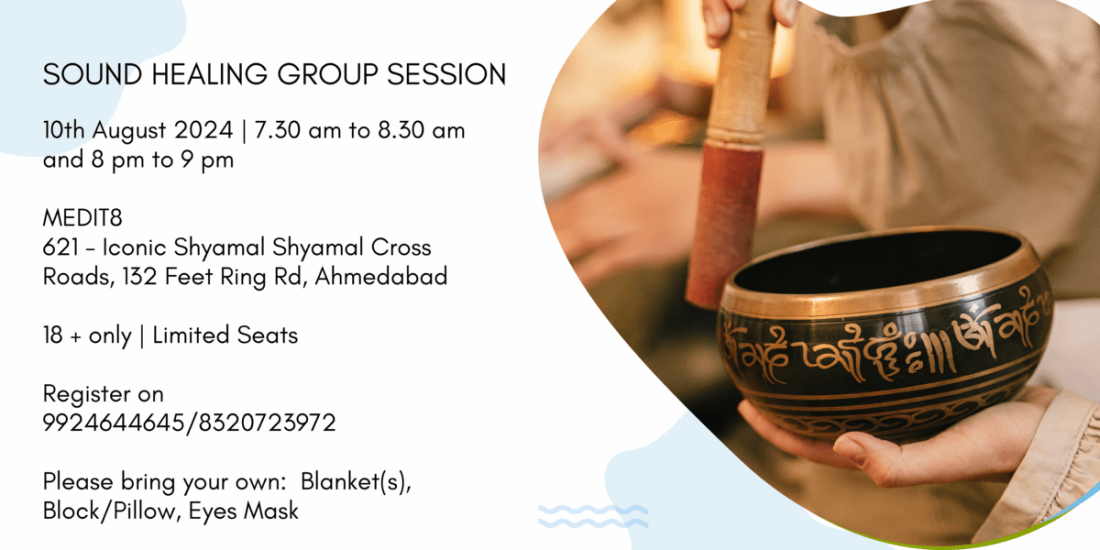 SOUND HEALING GROUP SESSION
10th August 2024 | 7.30 am to 8.30 am
and 8 pm to 9 pm
MEDIT8
621 - Iconic Shyamal Shyamal Cross
Roads, 132 Feet Ring Rd, Ahmedabad
18 + only | Limited Seats
Register on
9924644645/8320723972
Please bring your own:  Blanket(s),
Block/Pillow, Eyes Mask